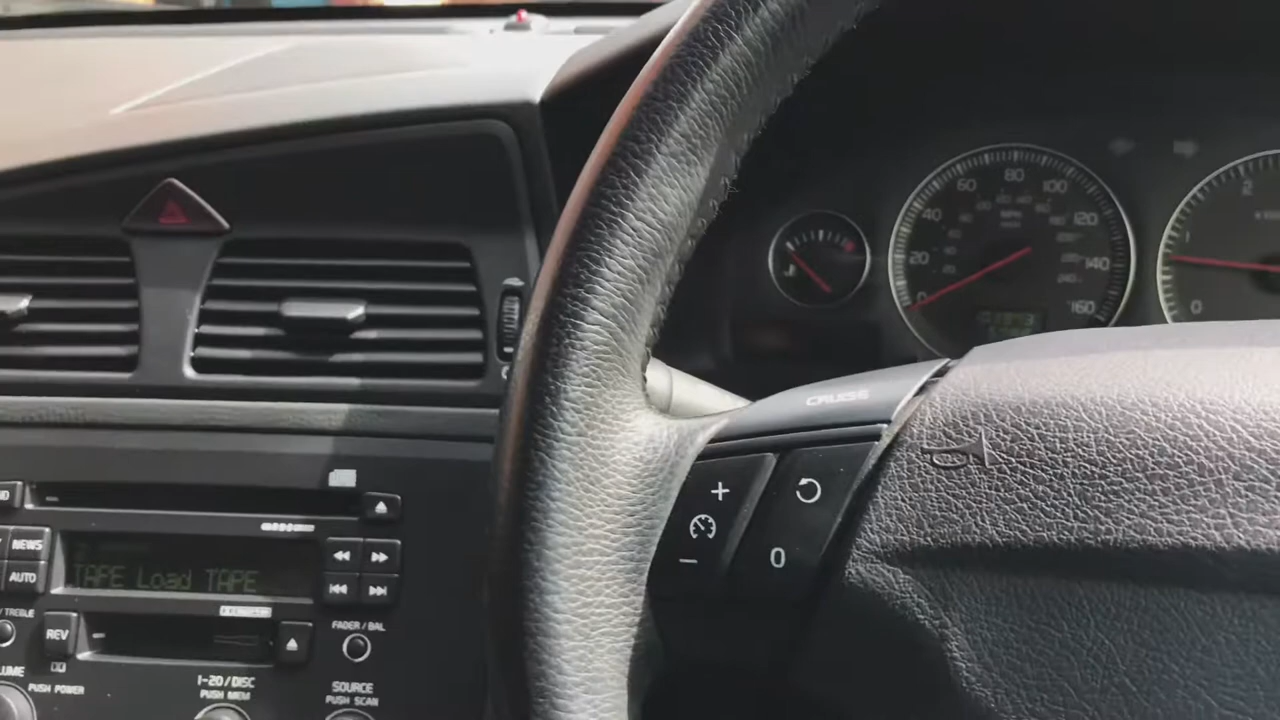 20
40
60
80
100
120
140
160
MPH
0
1
2
CRUISE
+
−
0
NEWS
AUTO
TAPE Load TAPE
REV
FADER / BAL
PUSH POWER
1-20 / DISC
PUSH MEM
SOURCE
PUSH SCAN